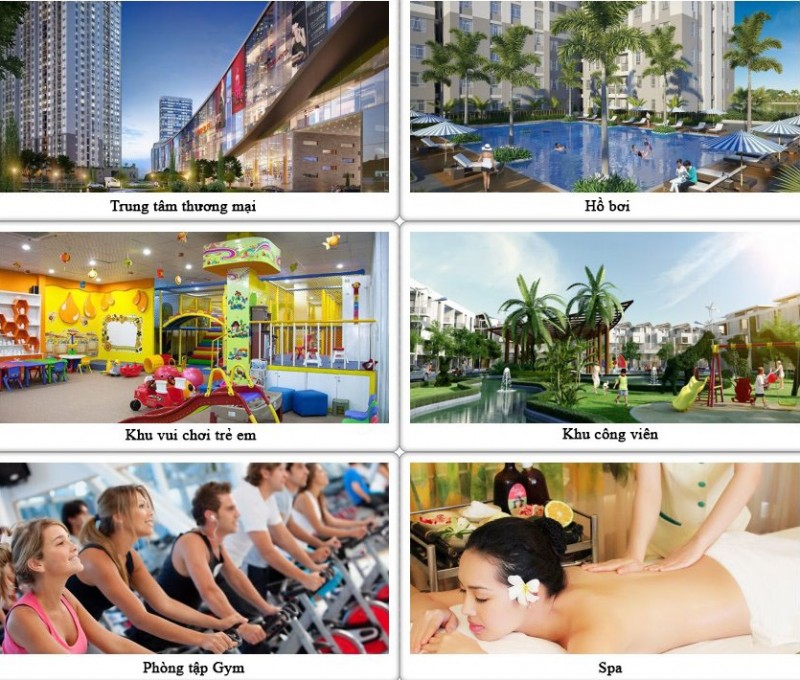 Trung tâm thương mại
Hồ bơi
Khu vui chơi trẻ em
Khu công viên
Phòng tập Gym
Spa